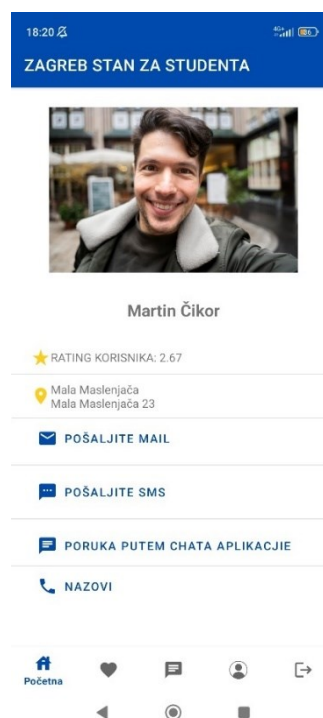 18:20
4G+
ZAGREB STAN ZA STUDENTA
Martin Čikor
RATING KORISNIKA: 2.67
Mala Maslenjača
Mala Maslenjača 23
POŠALJITE MAIL
POŠALJITE SMS
PORUKA PUTEM CHATA APLIKACJIE
NAZOVI
Početna